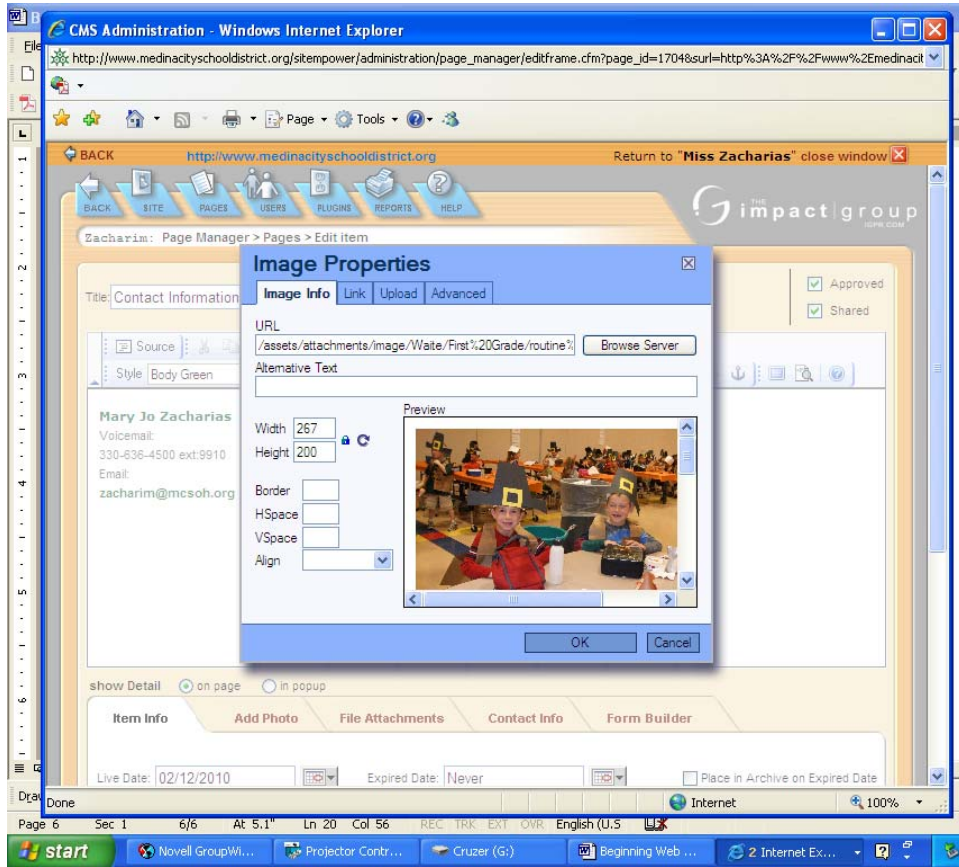 CMS Administration - Windows Internet Explorer
File
http://www.medinacityschooldistrict.org/sitempower/administration/page_manager/editframe.cfm?page_id=1704&surl=http%3A%2F%2Fwww%2Emedinacit
Page Tools
BACK http://www.medinacityschooldistrict.org Return to "Miss Zacharias" close window
BACK SITE PAGES USERS PLUGINS REPORTS HELP
THE
impact group
IGPR.COM
Zacharim: Page Manager > Pages > Edit item
Image Properties
Approved
Title: Contact Information
Image Info Link Upload Advanced
Shared
URL
Source
/assets/attachments/image/Waite/First%20Grade/routine% Browse Server
Style Body Green
Alternative Text
Mary Jo Zacharias
Voicemail:
330-636-4500 ext:9910
Email:
zacharim@mcsoh.org
Preview
Width 267
Height 200
Border
HSpace
VSpace
Align
OK Cancel
show Detail on page in popup
Item Info Add Photo File Attachments Contact Info Form Builder
Live Date: 02/12/2010 Expired Date: Never Place in Archive on Expired Date
Done Internet 100%
Page 6 Sec 1 6/6 At 5.1" Ln 20 Col 56 REC TRK EXT OVR English (U.S
start Novell GroupWi... Projector Contr... Cruzer (G:) Beginning Web ... 2 Internet Ex...